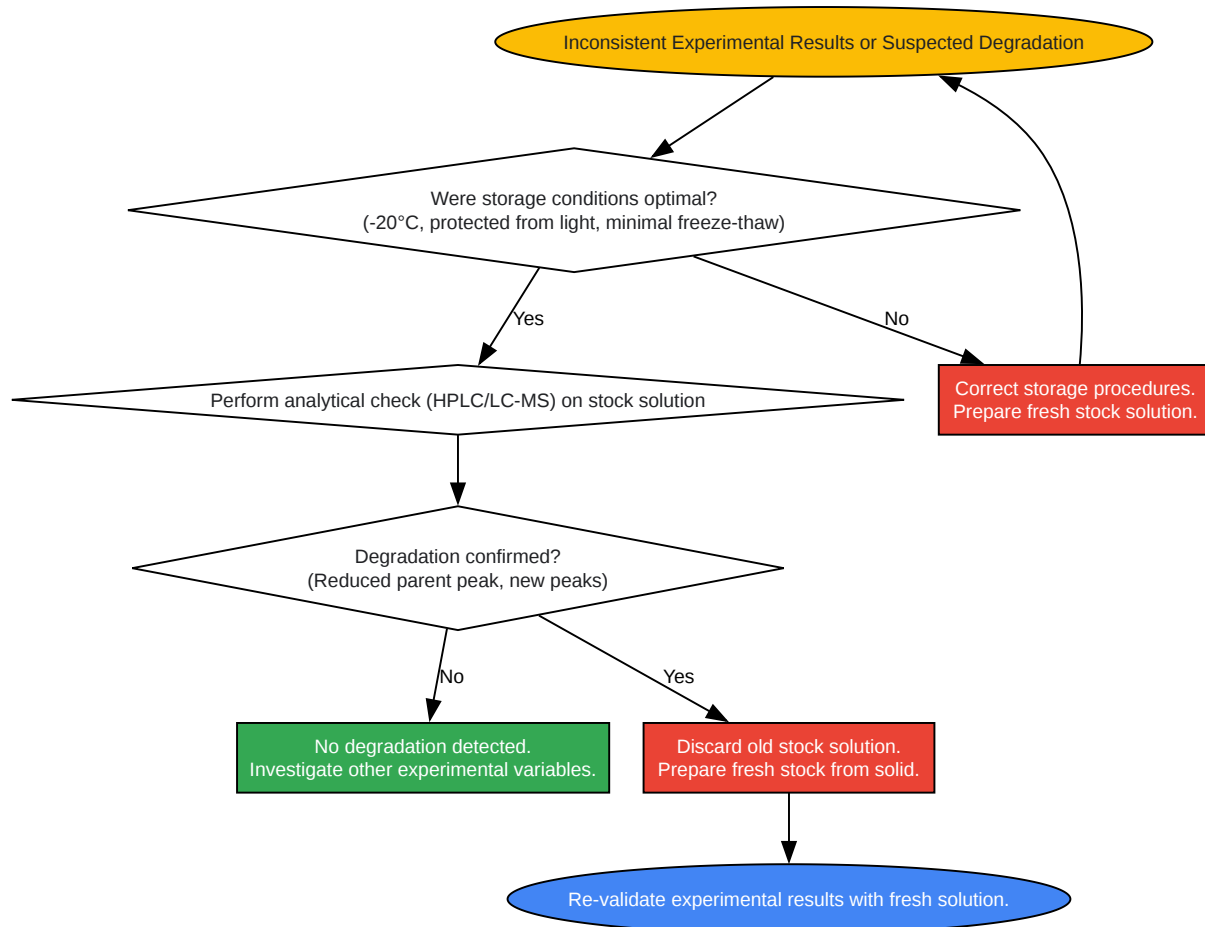 Inconsistent Experimental Results or Suspected Degradation
Were storage conditions optimal?
(-20°C, protected from light, minimal freeze-thaw)
Yes
No
Perform analytical check (HPLC/LC-MS) on stock solution
Correct storage procedures.
Prepare fresh stock solution.
Degradation confirmed?
(Reduced parent peak, new peaks)
No
Yes
No degradation detected.
Investigate other experimental variables.
Discard old stock solution.
Prepare fresh stock from solid.
Re-validate experimental results with fresh solution.